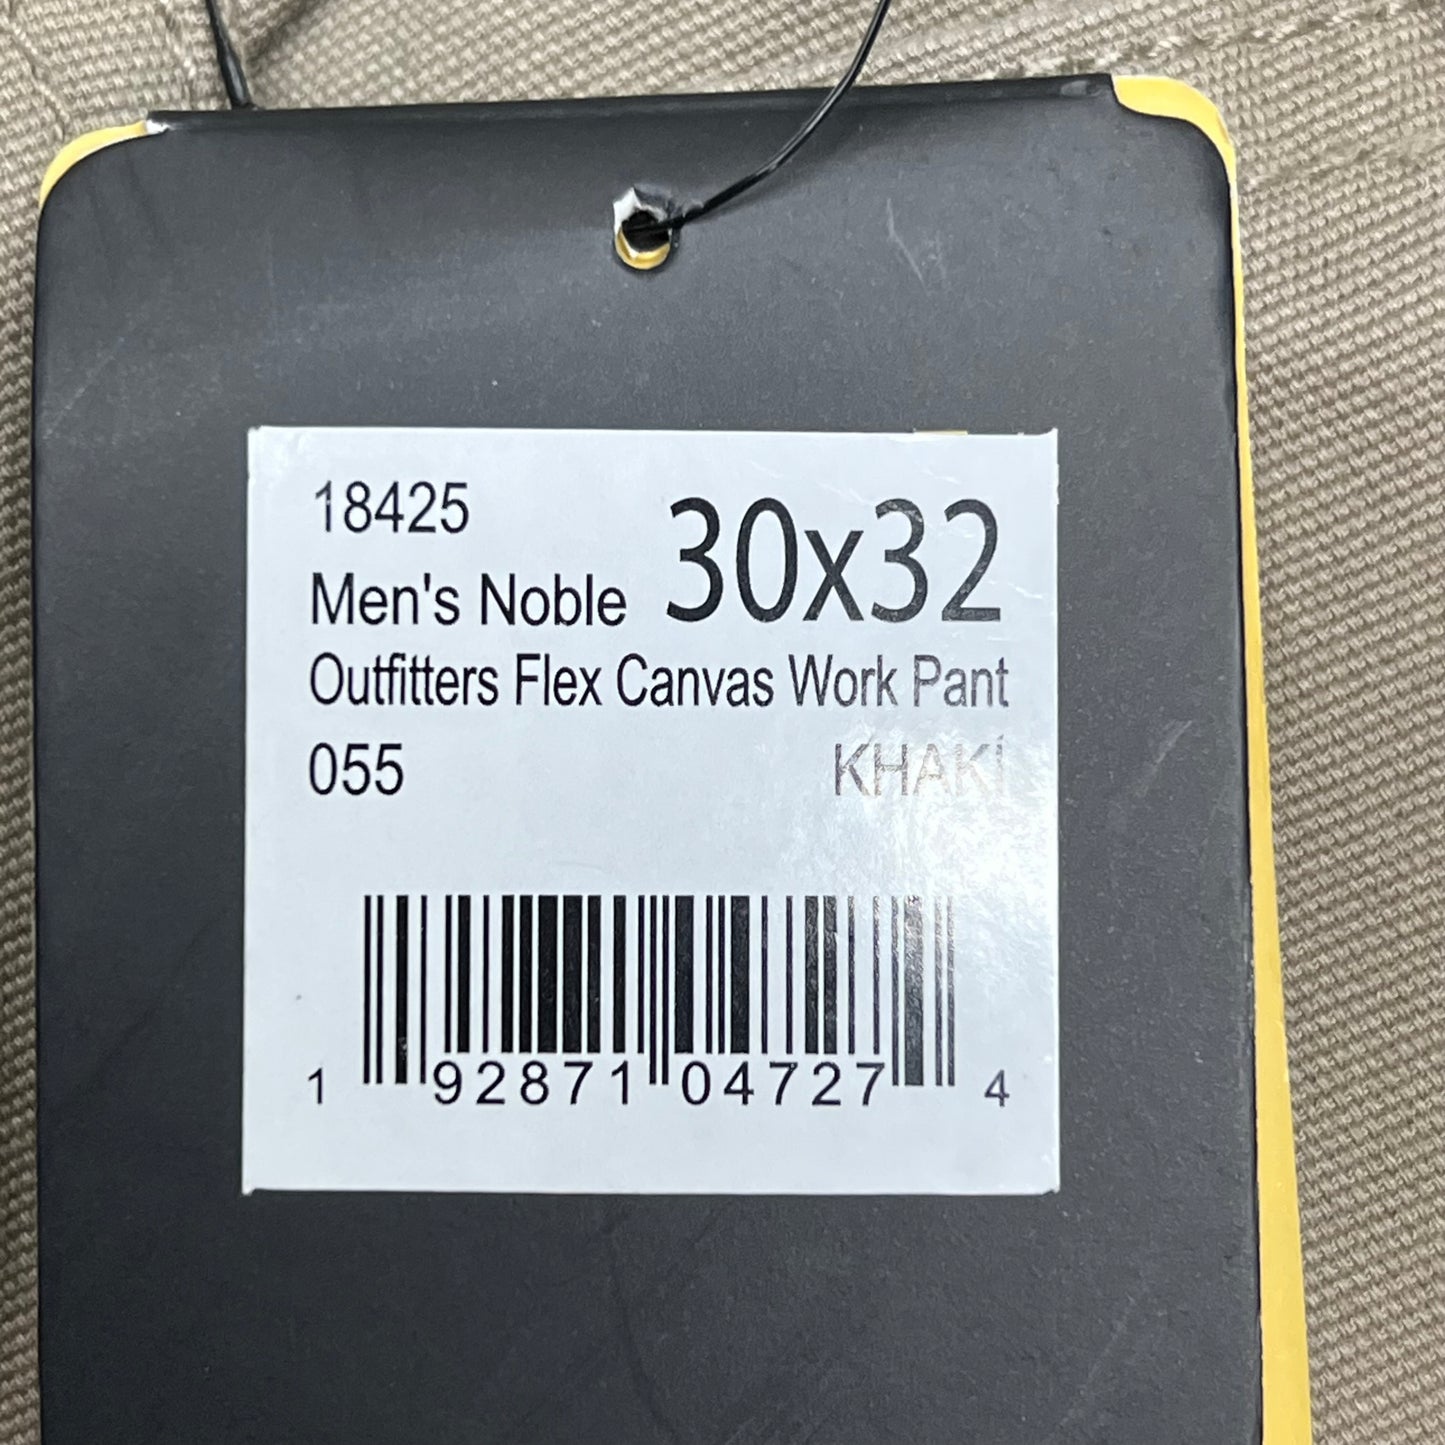 18425
30x32
Men's Noble
Outfitters Flex Canvas Work Pant
055 KHAKI
1 92871 04727 4